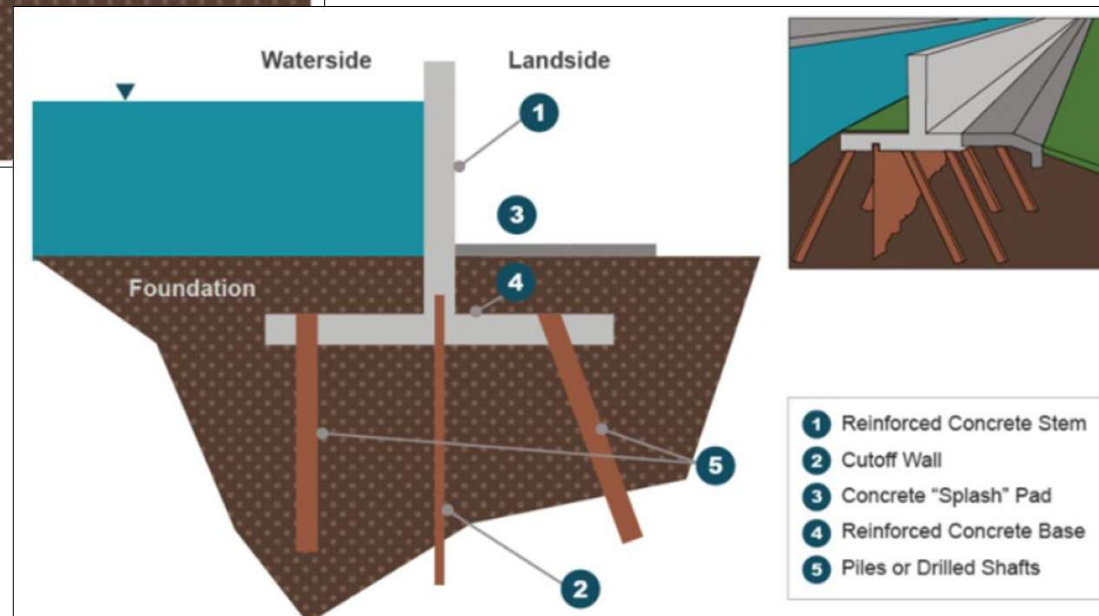 Waterside
Landside
1
3
4
Foundation
5
2
1 Reinforced Concrete Stem
2 Cutoff Wall
3 Concrete “Splash” Pad
4 Reinforced Concrete Base
5 Piles or Drilled Shafts